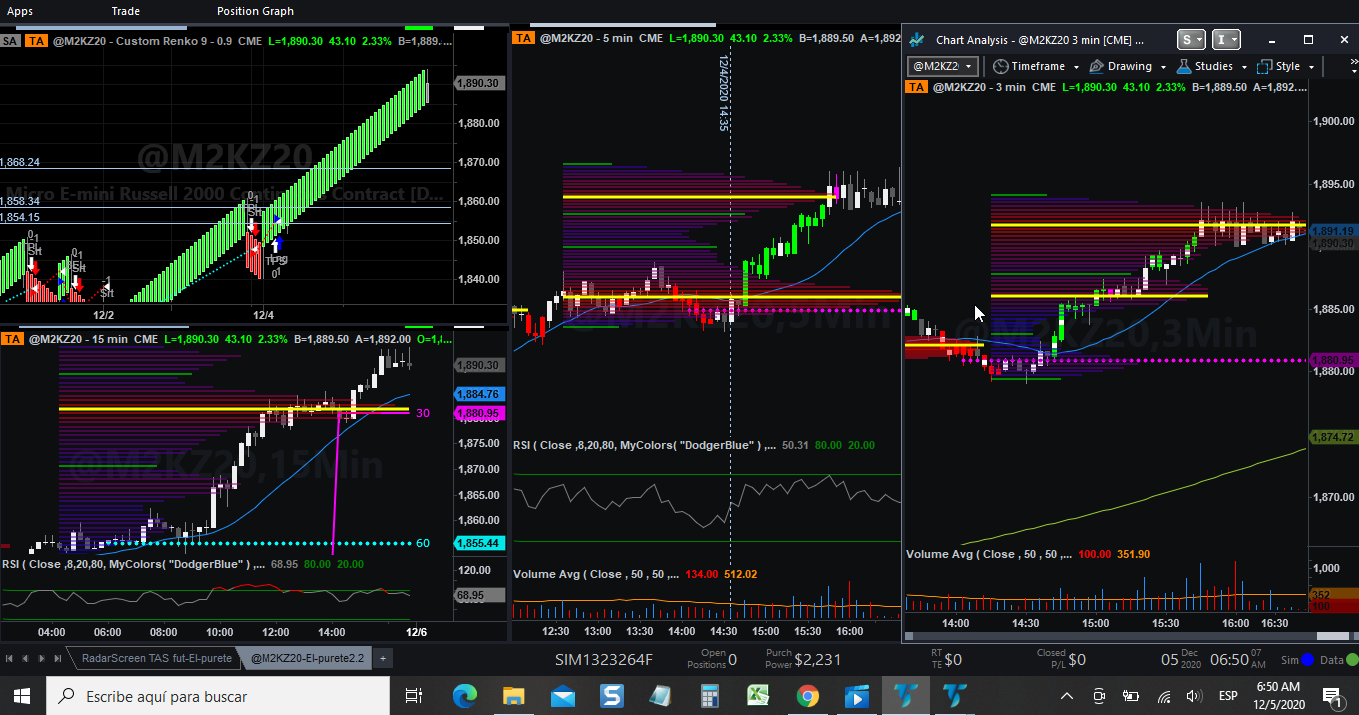 Apps Trade Position Graph
SA TA @M2KZ20 - Custom Renko 9 - 0.9 CME L=1,890.30 43.10 2.33% B=1,889....
@M2KZ20
1,890.30
1,880.00
1,870.00
1,860.00
1,850.00
1,840.00
1,868.24
1,858.34
1,854.15
12/2 12/4
TA @M2KZ20 - 15 min CME L=1,890.30 43.10 2.33% B=1,889.50 A=1,892.00 O=1,...
@M2KZ20,15Min
1,890.30
1,884.76
1,880.95
30
1,875.00
1,870.00
1,865.00
1,860.00
1,855.44
60
RSI ( Close ,8,20,80, MyColors( "DodgerBlue" ) ,... 68.95 80.00 20.00
120.00
68.95
04:00 06:00 08:00 10:00 12:00 14:00 12/6
TA @M2KZ20 - 5 min CME L=1,890.30 43.10 2.33% B=1,889.50 A=1,892
12/4/2020 14:35
RSI ( Close ,8,20,80, MyColors( "DodgerBlue" ) ,... 50.31 80.00 20.00
Volume Avg ( Close , 50 , 50 ,... 134.00 512.02
12:30 13:00 13:30 14:00 14:30 15:00 15:30 16:00
Chart Analysis - @M2KZ20 3 min [CME] ... S I
@M2KZ20 Timeframe Drawing Studies Style
TA @M2KZ20 - 3 min CME L=1,890.30 43.10 2.33% B=1,889.50 A=1,892....
@M2KZ20,3Min
1,900.00
1,895.00
1,891.19
1,890.30
1,885.00
1,880.95
1,880.00
1,874.72
1,870.00
Volume Avg ( Close , 50 , 50 ,... 100.00 351.90
1,000
352
100
14:00 14:30 15:00 15:30 16:00 16:30
RadarScreen TAS fut-El-purete @M2KZ20-El-purete2.2 +
SIM1323264F
Open Positions 0
Purch Power $2,231
RT TE $0
Closed P/L $0
05 Dec 2020
06:50 07 AM
Sim Data
Escribe aquí para buscar
ESP
6:50 AM
12/5/2020
1